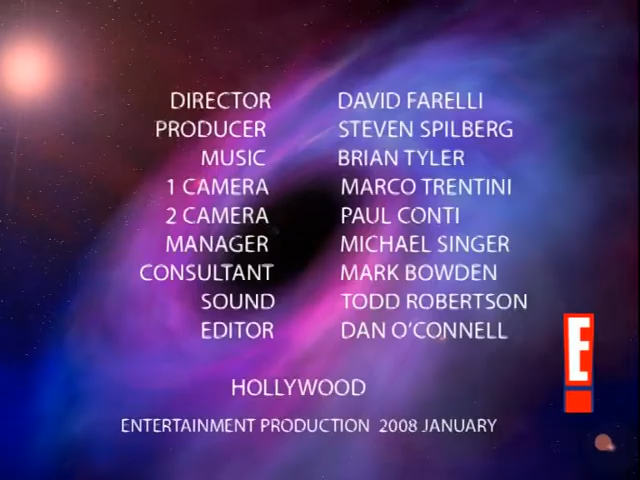 DIRECTOR DAVID FARELLI
PRODUCER STEVEN SPILBERG
MUSIC BRIAN TYLER
1 CAMERA MARCO TRENTINI
2 CAMERA PAUL CONTI
MANAGER MICHAEL SINGER
CONSULTANT MARK BOWDEN
SOUND TODD ROBERTSON
EDITOR DAN O'CONNELL
E!
HOLLYWOOD
ENTERTAINMENT PRODUCTION 2008 JANUARY